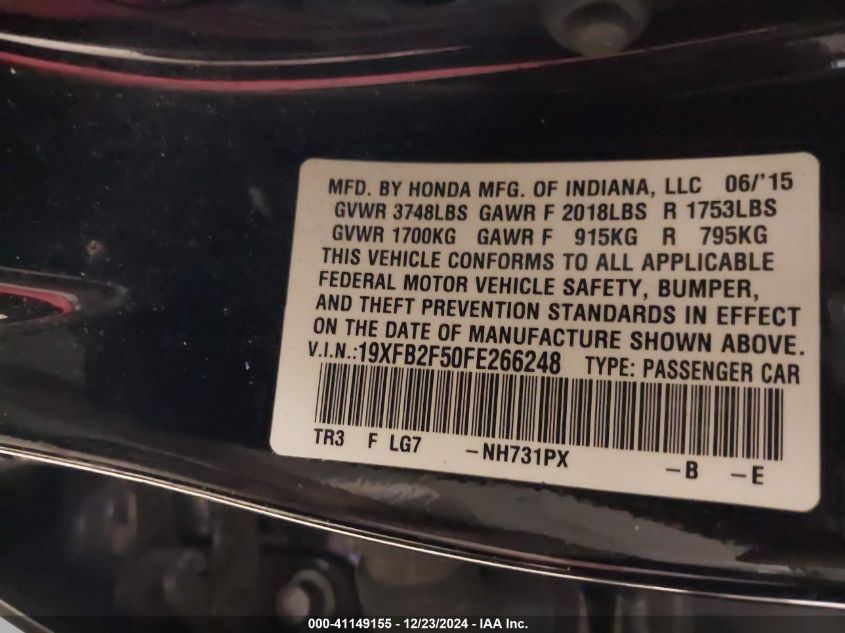 MFD. BY HONDA MFG. OF INDIANA, LLC 06/'15
GVWR 3748LBS GAWR F 2018LBS R 1753LBS
GVWR 1700KG GAWR F 915KG R 795KG
THIS VEHICLE CONFORMS TO ALL APPLICABLE
FEDERAL MOTOR VEHICLE SAFETY, BUMPER,
AND THEFT PREVENTION STANDARDS IN EFFECT
ON THE DATE OF MANUFACTURE SHOWN ABOVE.
V.I.N.:19XFB2F50FE266248 TYPE: PASSENGER CAR
TR3 F LG7 -NH731PX -B -E
000-41149155 - 12/23/2024 - IAA Inc.